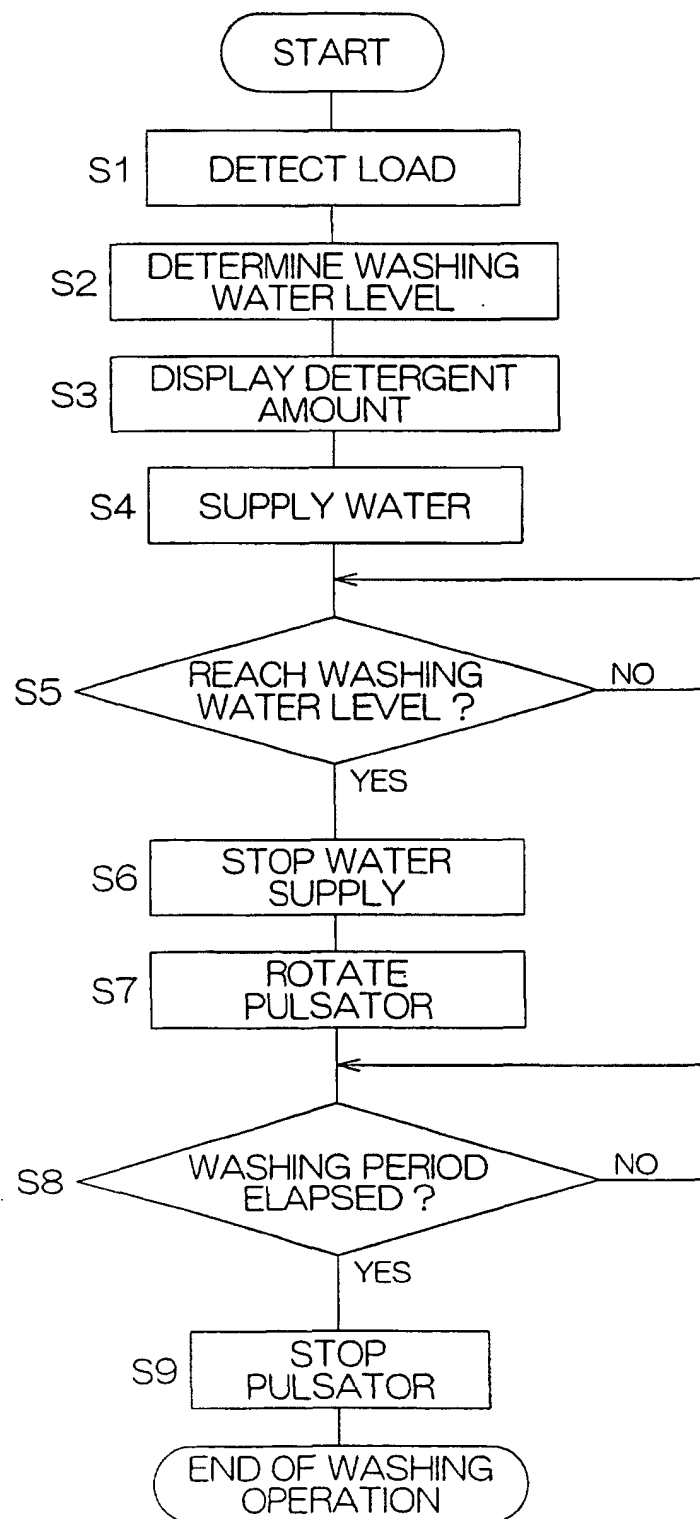 START
S1 DETECT LOAD
S2 DETERMINE WASHING
WATER LEVEL
S3 DISPLAY DETERGENT
AMOUNT
S4 SUPPLY WATER
S5 REACH WASHING
WATER LEVEL ?
NO
YES
S6 STOP WATER
SUPPLY
S7 ROTATE
PULSATOR
S8 WASHING PERIOD
ELAPSED ?
NO
YES
S9 STOP
PULSATOR
END OF WASHING
OPERATION